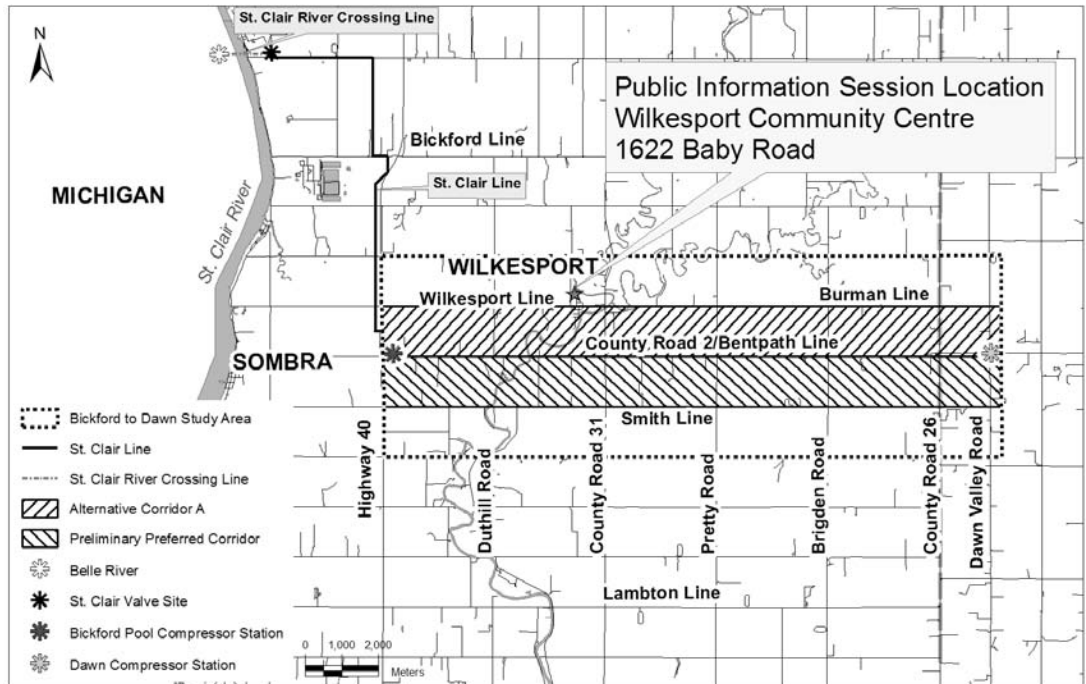 St. Clair River Crossing Line
N
Public Information Session Location
Wilkesport Community Centre
1622 Baby Road
Bickford Line
St. Clair Line
MICHIGAN
St. Clair River
WILKESPORT
Wilkesport Line
Burman Line
County Road 2/Bentpath Line
SOMBRA
Smith Line
Highway 40
Duthill Road
County Road 31
Pretty Road
Brigden Road
County Road 26
Dawn Valley Road
Lambton Line
Bickford to Dawn Study Area
St. Clair Line
St. Clair River Crossing Line
Alternative Corridor A
Preliminary Preferred Corridor
Belle River
St. Clair Valve Site
Bickford Pool Compressor Station
Dawn Compressor Station
0 1,000 2,000
Meters